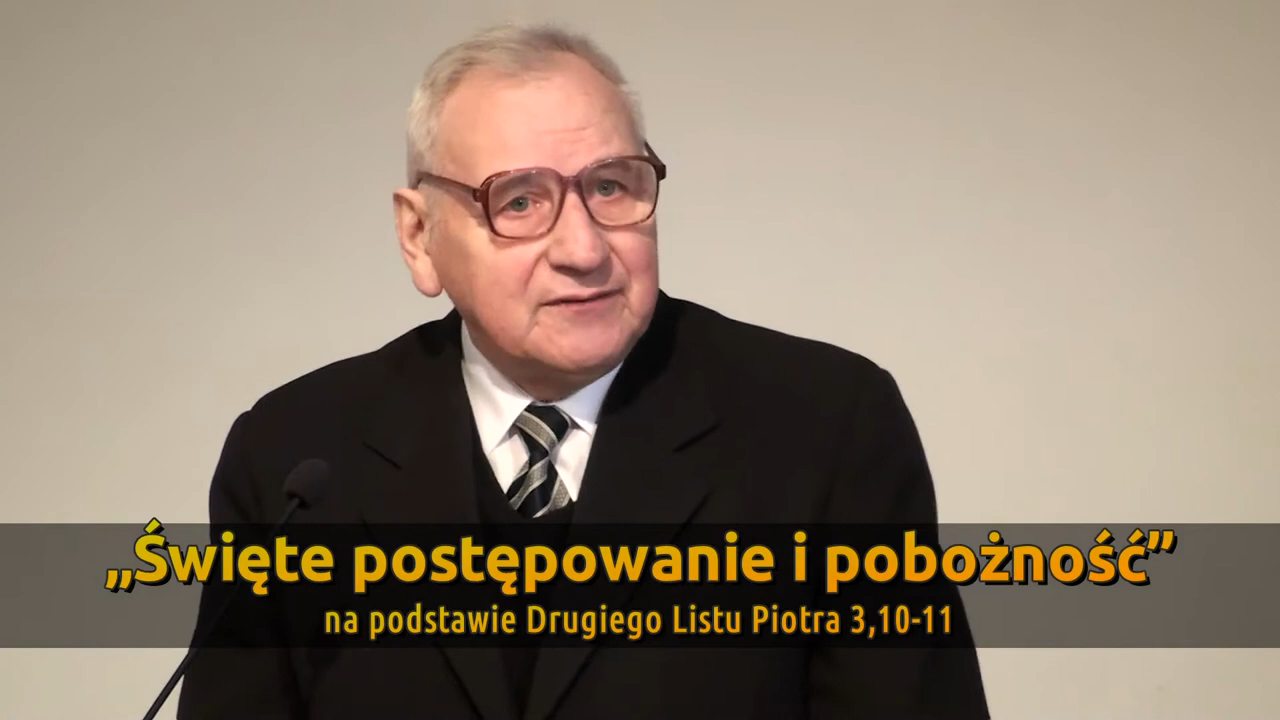 „Święte postępowanie i pobożność”
na podstawie Drugiego Listu Piotra 3,10-11